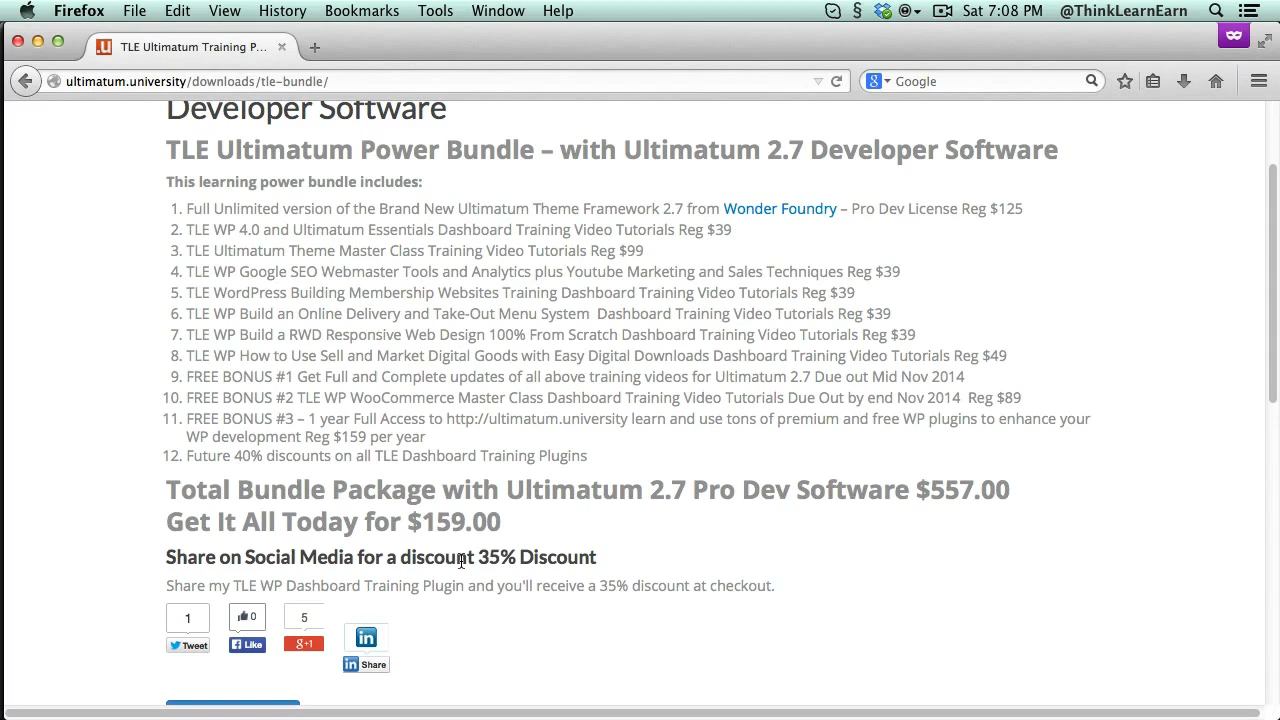 Firefox File Edit View History Bookmarks Tools Window Help Sat 7:08 PM @ThinkLearnEarn
TLE Ultimatum Training P...
ultimatum.university/downloads/tle-bundle/ Google
Developer Software
TLE Ultimatum Power Bundle – with Ultimatum 2.7 Developer Software
This learning power bundle includes:
1. Full Unlimited version of the Brand New Ultimatum Theme Framework 2.7 from Wonder Foundry – Pro Dev License Reg $125
2. TLE WP 4.0 and Ultimatum Essentials Dashboard Training Video Tutorials Reg $39
3. TLE Ultimatum Theme Master Class Training Video Tutorials Reg $99
4. TLE WP Google SEO Webmaster Tools and Analytics plus Youtube Marketing and Sales Techniques Reg $39
5. TLE WordPress Building Membership Websites Training Dashboard Training Video Tutorials Reg $39
6. TLE WP Build an Online Delivery and Take-Out Menu System Dashboard Training Video Tutorials Reg $39
7. TLE WP Build a RWD Responsive Web Design 100% From Scratch Dashboard Training Video Tutorials Reg $39
8. TLE WP How to Use Sell and Market Digital Goods with Easy Digital Downloads Dashboard Training Video Tutorials Reg $49
9. FREE BONUS #1 Get Full and Complete updates of all above training videos for Ultimatum 2.7 Due out Mid Nov 2014
10. FREE BONUS #2 TLE WP WooCommerce Master Class Dashboard Training Video Tutorials Due Out by end Nov 2014 Reg $89
11. FREE BONUS #3 – 1 year Full Access to http://ultimatum.university learn and use tons of premium and free WP plugins to enhance your
WP development Reg $159 per year
12. Future 40% discounts on all TLE Dashboard Training Plugins
Total Bundle Package with Ultimatum 2.7 Pro Dev Software $557.00
Get It All Today for $159.00
Share on Social Media for a discount 35% Discount
Share my TLE WP Dashboard Training Plugin and you'll receive a 35% discount at checkout.
1 0 5 in
Tweet Like g+1 in Share